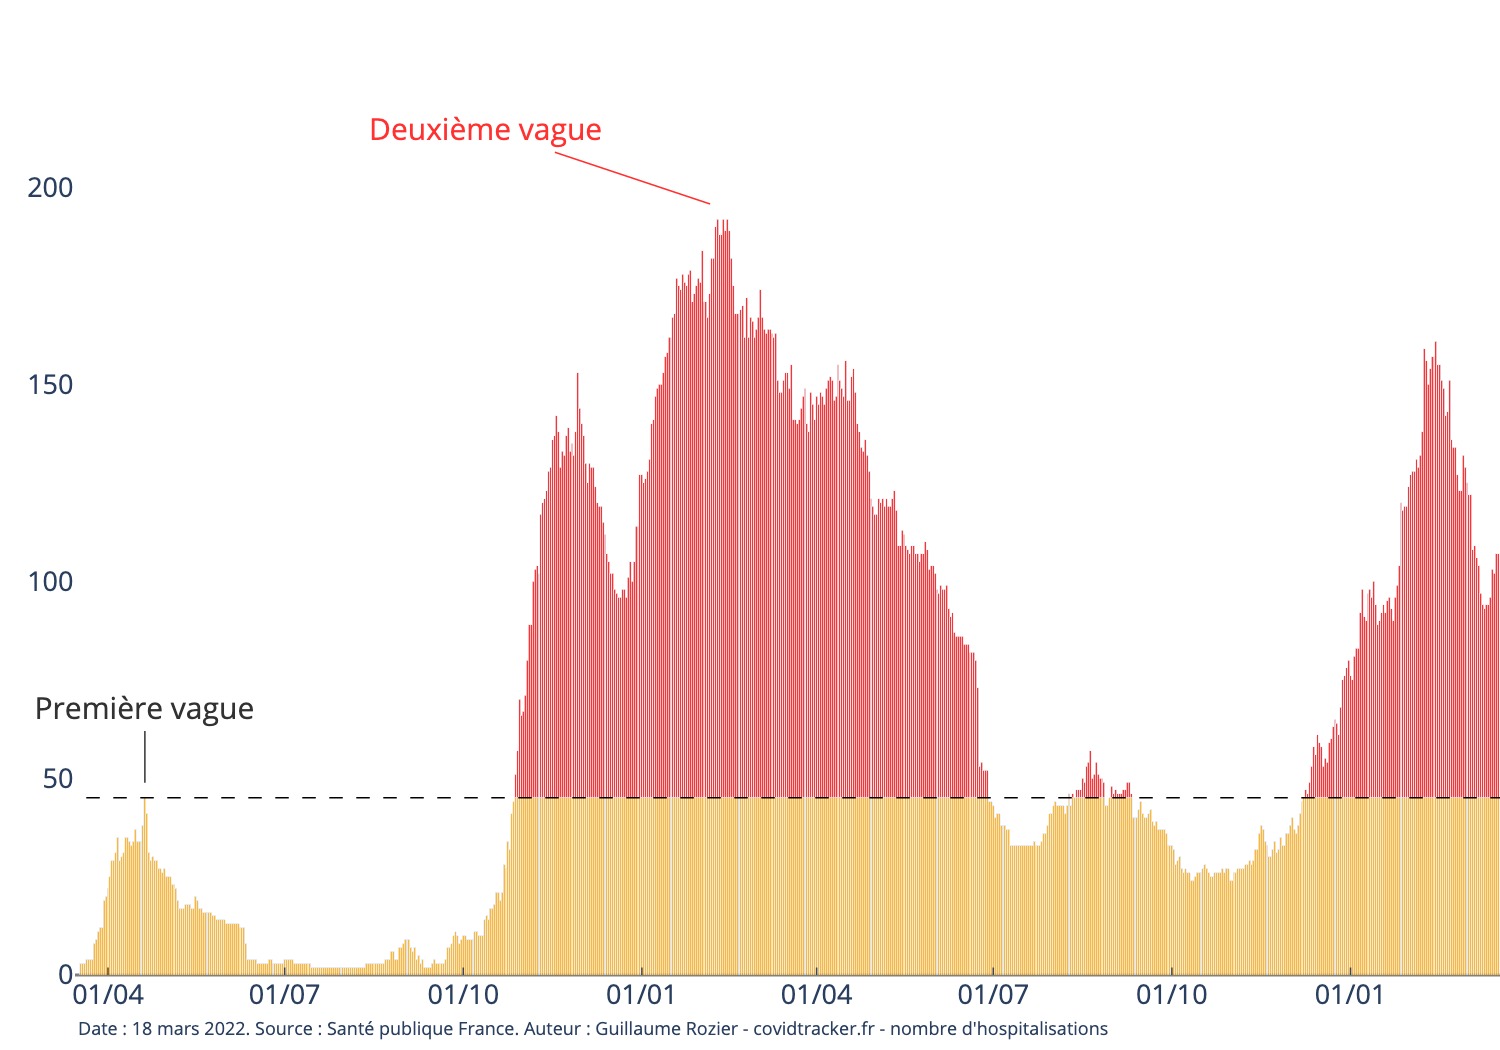 Deuxième vague
200
150
100
Première vague
50
0
01/04 01/07 01/10 01/01 01/04 01/07 01/10 01/01
Date : 18 mars 2022. Source : Santé publique France. Auteur : Guillaume Rozier - covidtracker.fr - nombre d'hospitalisations